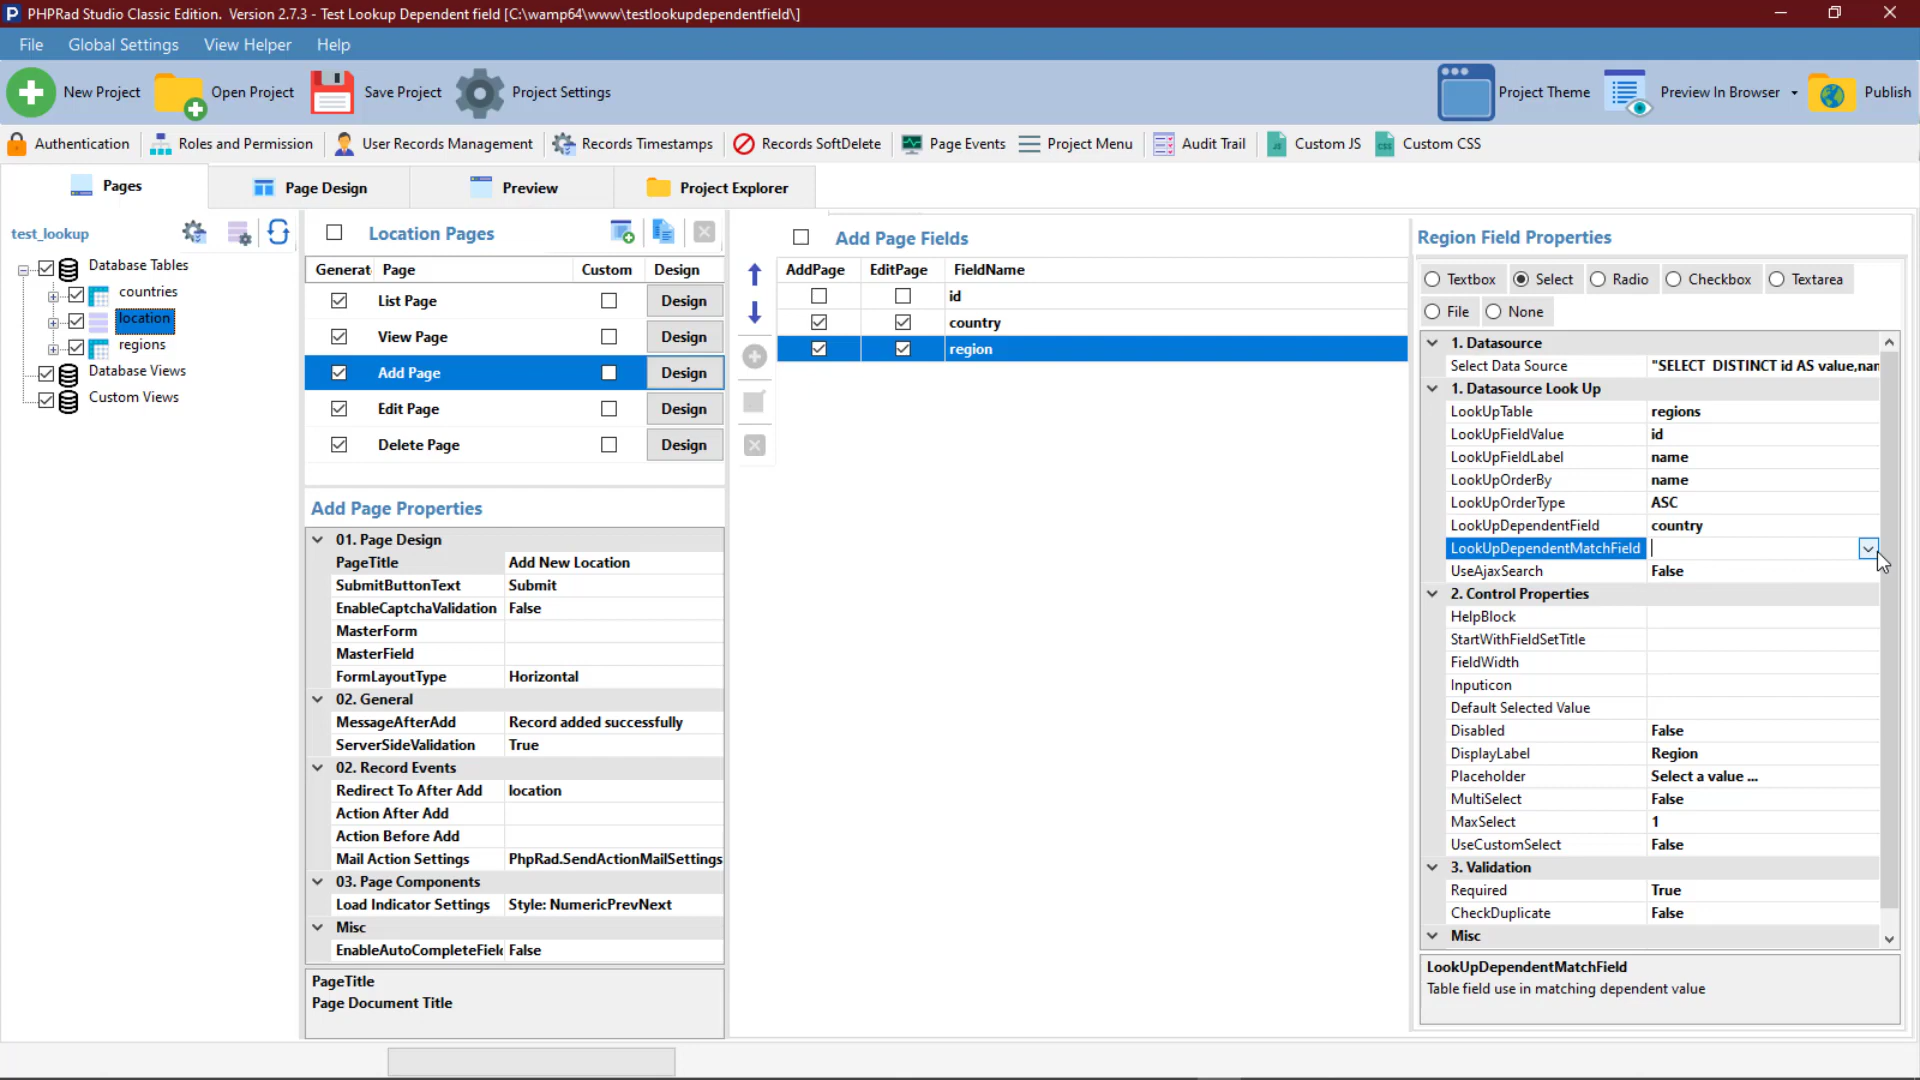 PHPRad Studio Classic Edition. Version 2.7.3 - Test Lookup Dependent field [C:\wamp64\www\testlookupdependentfield\]
File Global Settings View Helper Help
New Project Open Project Save Project Project Settings Project Theme Preview In Browser Publish
Authentication Roles and Permission User Records Management Records Timestamps Records SoftDelete Page Events Project Menu Audit Trail Custom JS Custom CSS
Pages Page Design Preview Project Explorer
test_lookup
Database Tables
countries
location
regions
Database Views
Custom Views
Location Pages
Generat Page Custom Design
List Page Design
View Page Design
Add Page Design
Edit Page Design
Delete Page Design
Add Page Properties
01. Page Design
PageTitle Add New Location
SubmitButtonText Submit
EnableCaptchaValidation False
MasterForm
MasterField
FormLayoutType Horizontal
02. General
MessageAfterAdd Record added successfully
ServerSideValidation True
02. Record Events
Redirect To After Add location
Action After Add
Action Before Add
Mail Action Settings PhpRad.SendActionMailSettings
03. Page Components
Load Indicator Settings Style: NumericPrevNext
Misc
EnableAutoCompleteField False
PageTitle
Page Document Title
Add Page Fields
AddPage EditPage FieldName
id
country
region
Region Field Properties
Textbox Select Radio Checkbox Textarea
File None
1. Datasource
Select Data Source "SELECT DISTINCT id AS value,nan
1. Datasource Look Up
LookUpTable regions
LookUpFieldValue id
LookUpFieldLabel name
LookUpOrderBy name
LookUpOrderType ASC
LookUpDependentField country
LookUpDependentMatchField
UseAjaxSearch False
2. Control Properties
HelpBlock
StartWithFieldSetTitle
FieldWidth
Inputicon
Default Selected Value
Disabled False
DisplayLabel Region
Placeholder Select a value ...
MultiSelect False
MaxSelect 1
UseCustomSelect False
3. Validation
Required True
CheckDuplicate False
Misc
LookUpDependentMatchField
Table field use in matching dependent value